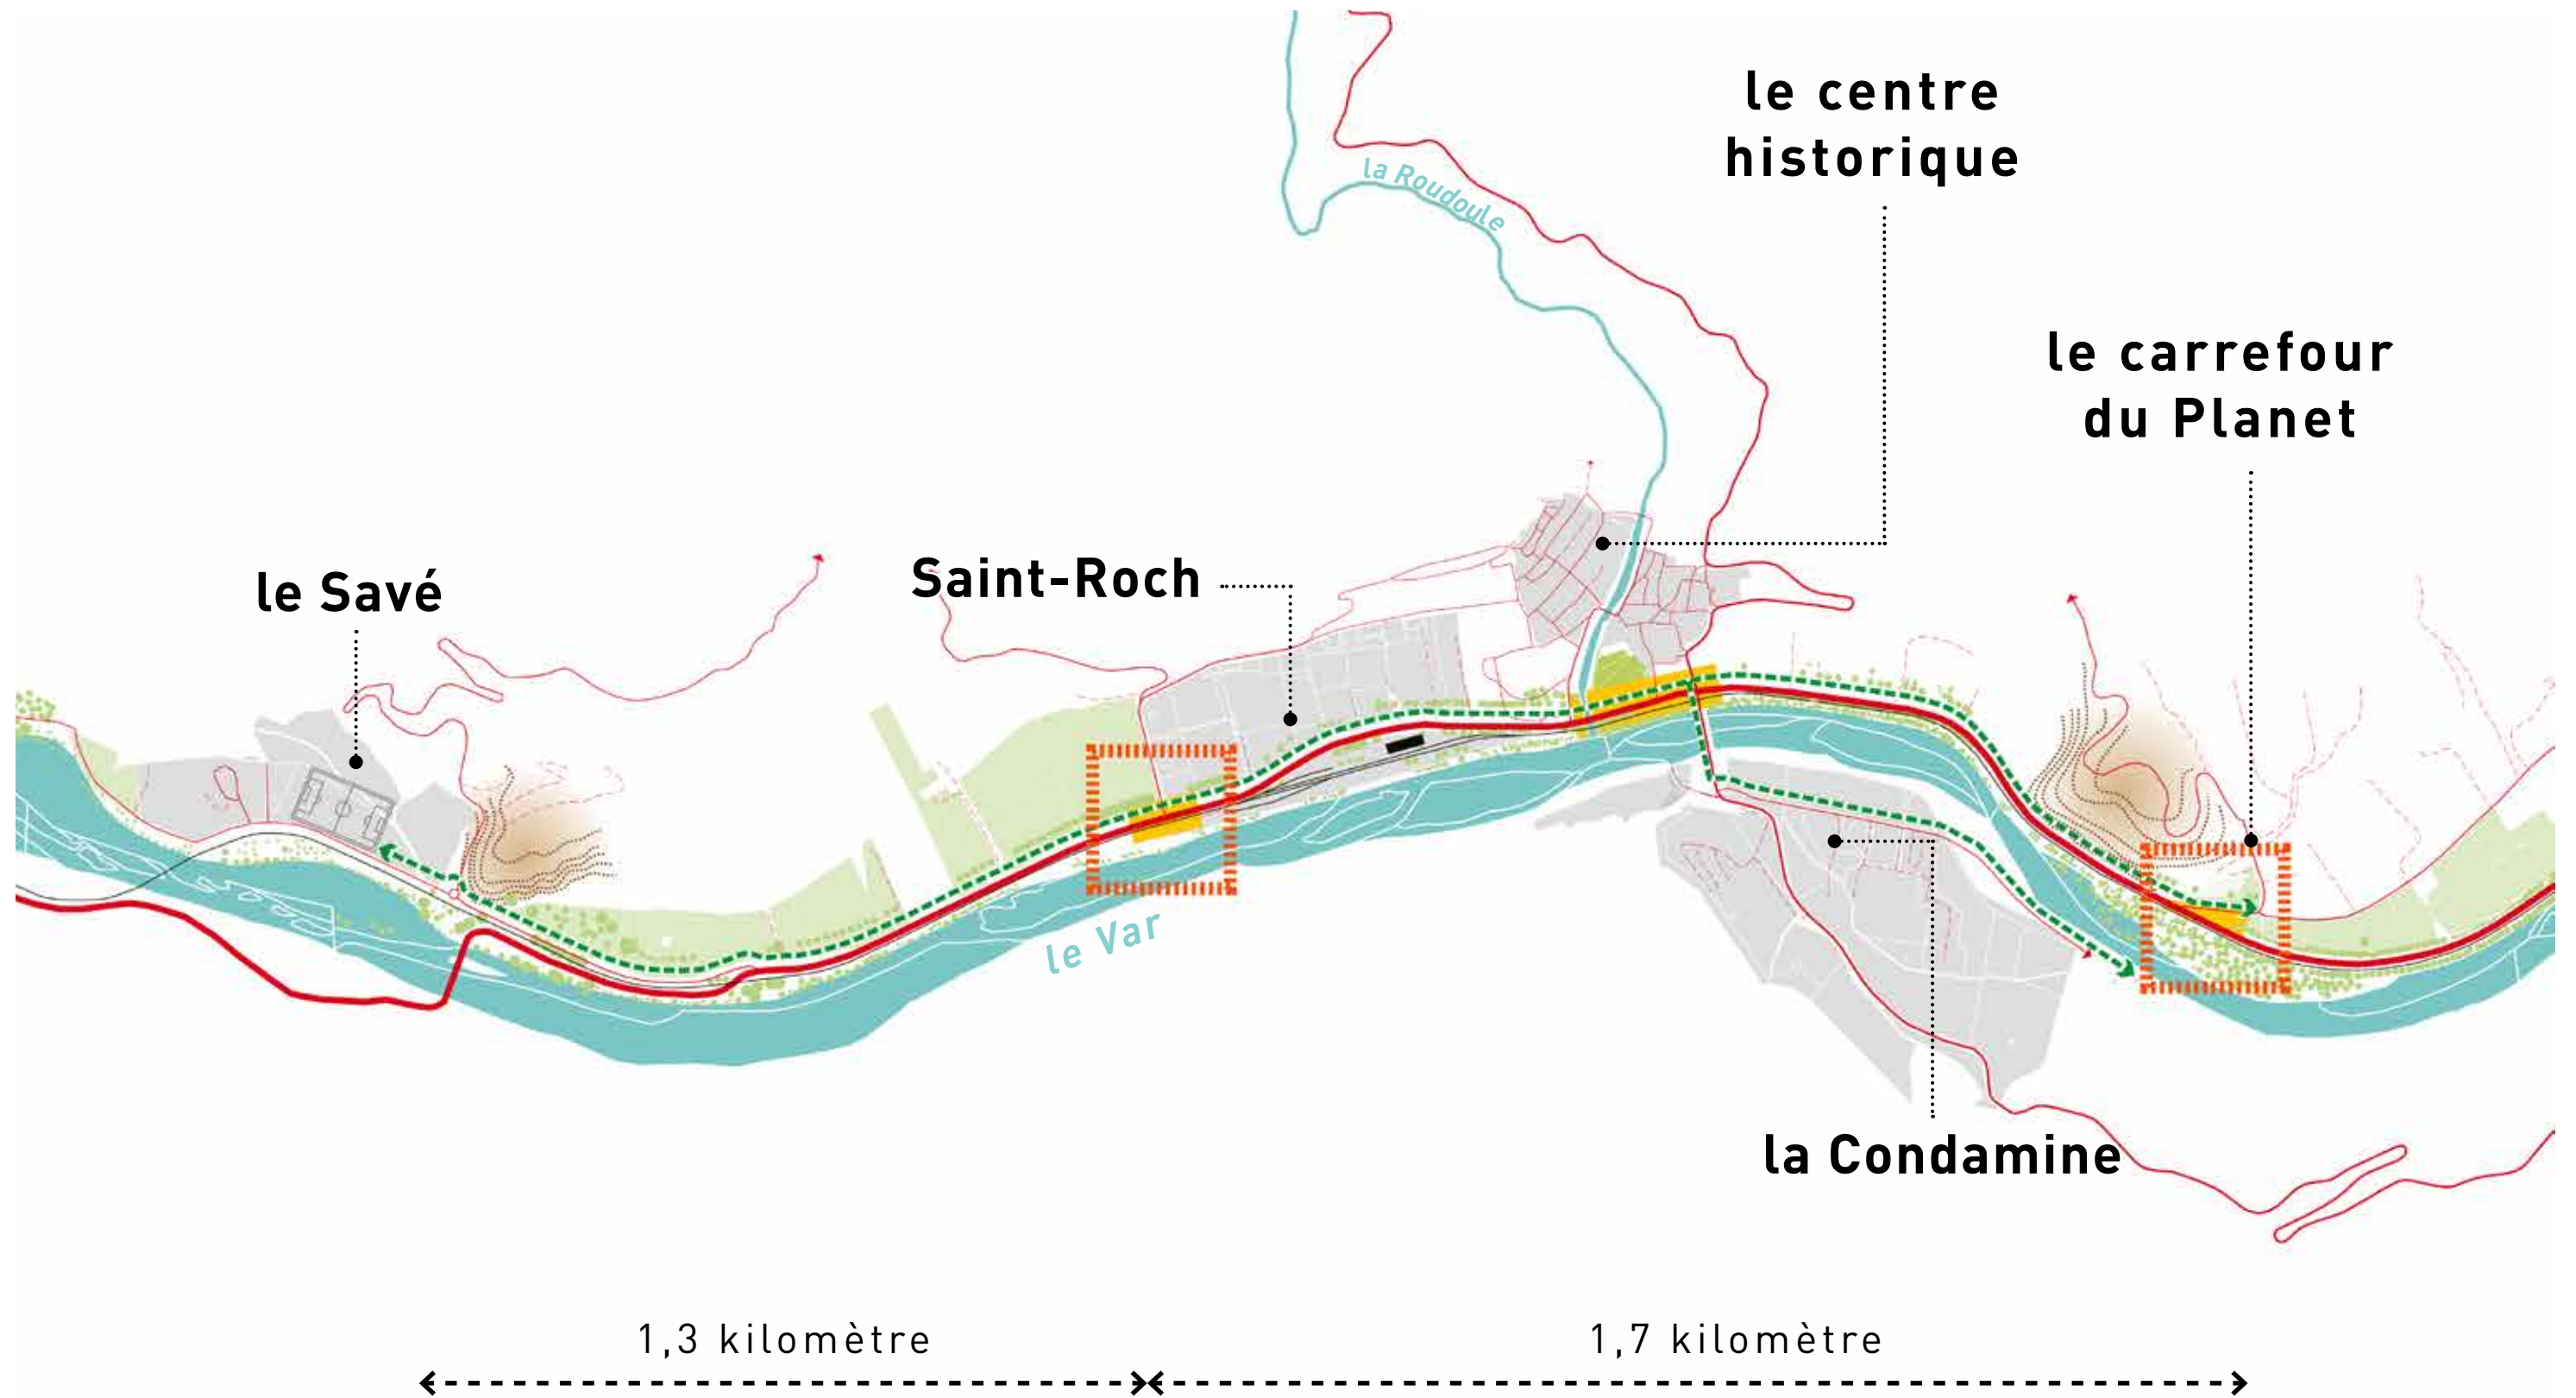 le centre
historique
la Roudoule
le carrefour
du Planet
Saint-Roch
le Savé
le Var
la Condamine
1,3 kilomètre
1,7 kilomètre